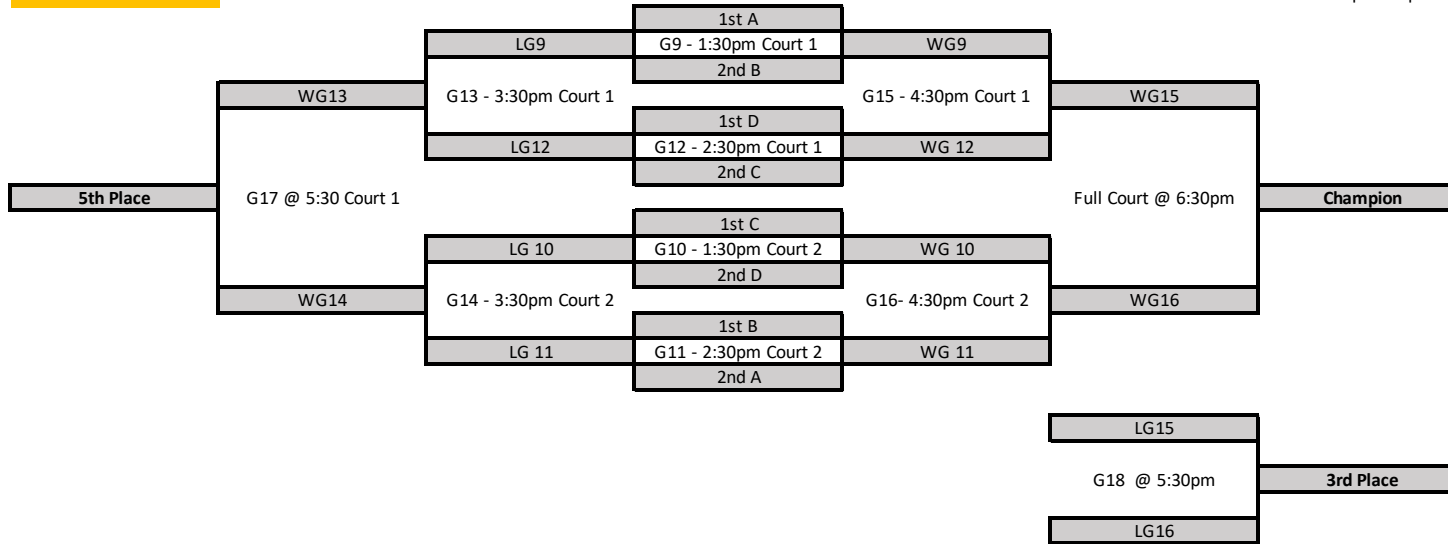 1st A
LG9 G9 - 1:30pm Court 1 WG9
2nd B
WG13 G13 - 3:30pm Court 1 G15 - 4:30pm Court 1 WG15
1st D
LG12 G12 - 2:30pm Court 1 WG 12
2nd C
5th Place G17 @ 5:30 Court 1 Full Court @ 6:30pm Champion
1st C
LG 10 G10 - 1:30pm Court 2 WG 10
2nd D
WG14 G14 - 3:30pm Court 2 G16- 4:30pm Court 2 WG16
1st B
LG 11 G11 - 2:30pm Court 2 WG 11
2nd A
LG15
G18 @ 5:30pm 3rd Place
LG16